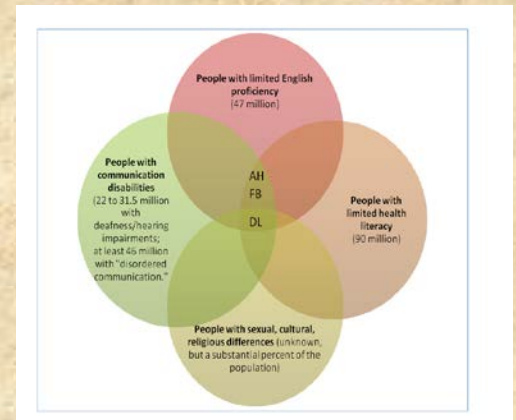 People with limited English
proficiency
(47 million)
People with
communication
disabilities
(22 to 31.5 million
with
deafness/hearing
impairments;
at least 46 million
with "disordered
communication."
AH
FB
DL
People with
limited health
literacy
(90 million)
People with sexual, cultural,
religious differences (unknown,
but a substantial percent of the
population)